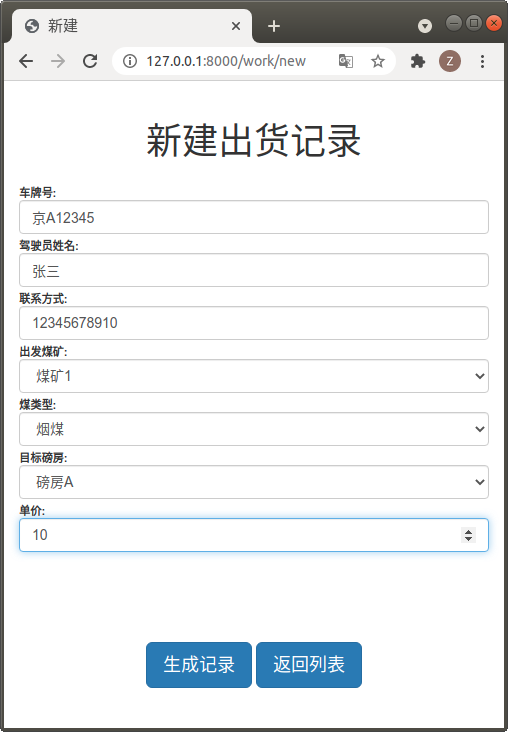 新建
127.0.0.1:8000/work/new
Z
新建出货记录
车牌号:
京A12345
驾驶员姓名:
张三
联系方式:
12345678910
出发煤矿:
煤矿1
煤类型:
烟煤
目标磅房:
磅房A
单价:
10
生成记录 返回列表